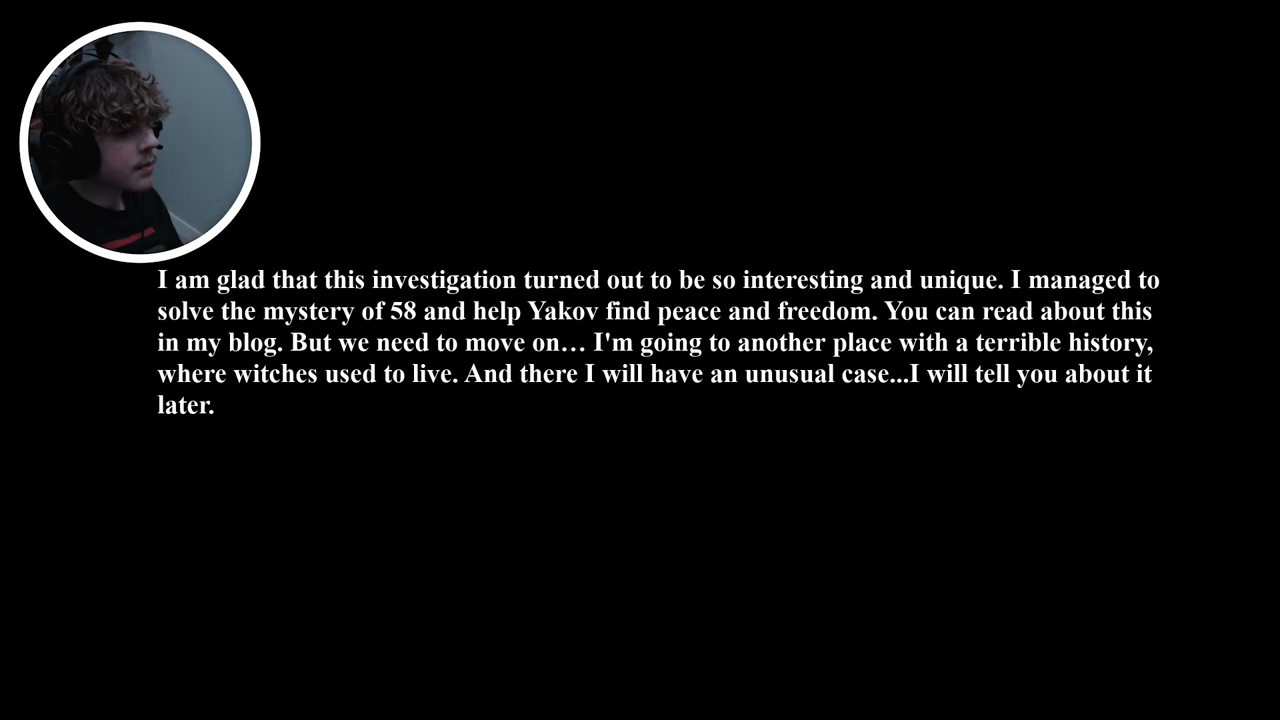 I am glad that this investigation turned out to be so interesting and unique. I managed to
solve the mystery of 58 and help Yakov find peace and freedom. You can read about this
in my blog. But we need to move on… I'm going to another place with a terrible history,
where witches used to live. And there I will have an unusual case...I will tell you about it
later.